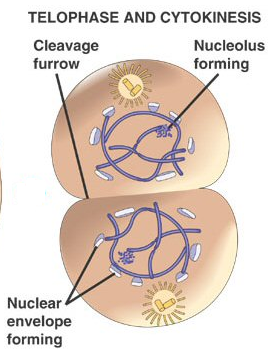 TELOPHASE AND CYTOKINESIS
Cleavage
furrow
Nucleolus
forming
Nuclear
envelope
forming